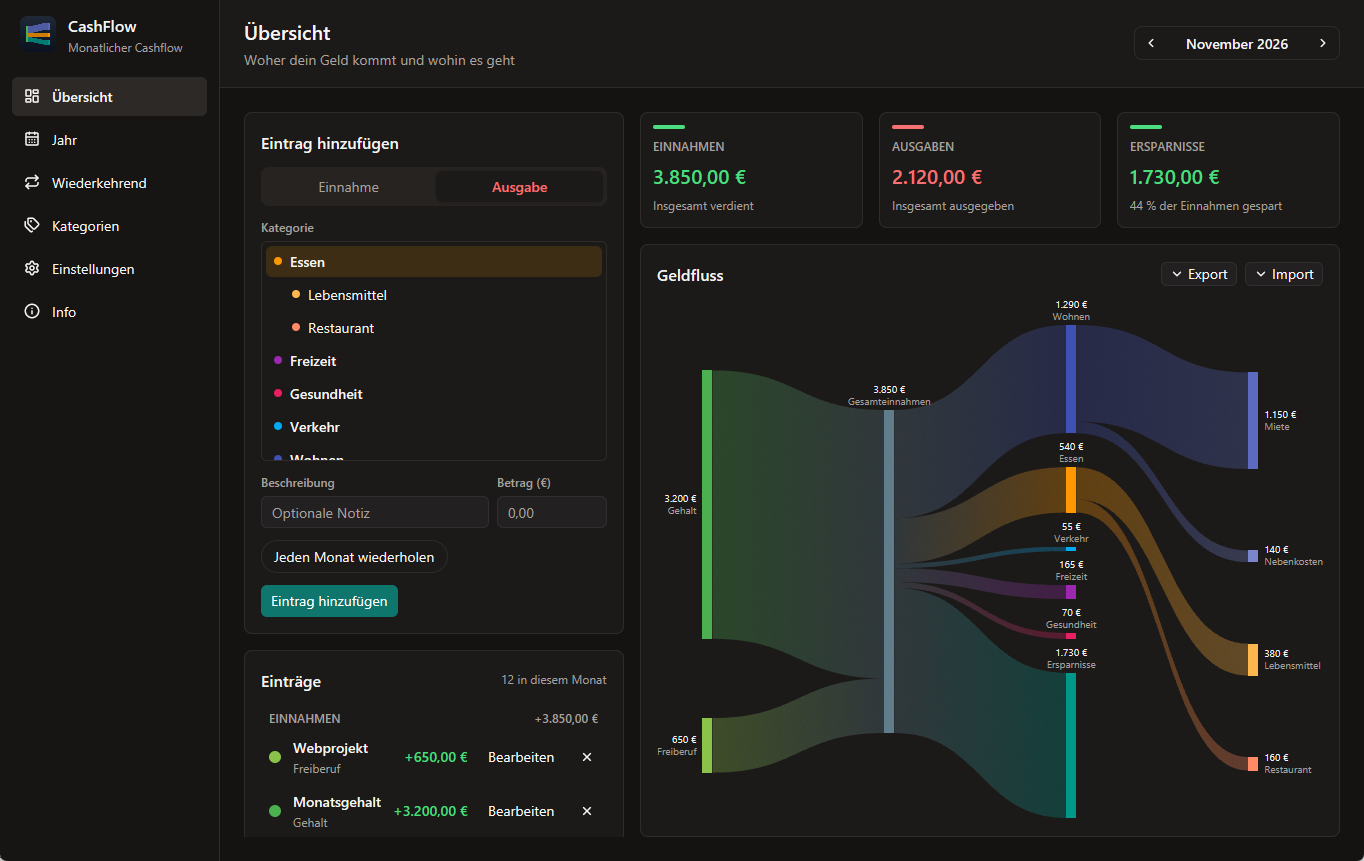 CashFlow
Monatlicher Cashflow
Übersicht
Jahr
Wiederkehrend
Kategorien
Einstellungen
Info
Übersicht
Woher dein Geld kommt und wohin es geht
November 2026
Eintrag hinzufügen
Einnahme
Ausgabe
Kategorie
Essen
Lebensmittel
Restaurant
Freizeit
Gesundheit
Verkehr
Wohnen
Beschreibung
Betrag (€)
Optionale Notiz
0,00
Jeden Monat wiederholen
Eintrag hinzufügen
Einträge
12 in diesem Monat
EINNAHMEN
+3.850,00 €
Webprojekt
Freiberuf
+650,00 €
Bearbeiten
Monatsgehalt
Gehalt
+3.200,00 €
Bearbeiten
EINNAHMEN
3.850,00 €
Insgesamt verdient
AUSGABEN
2.120,00 €
Insgesamt ausgegeben
ERSPARNISSE
1.730,00 €
44 % der Einnahmen gespart
Geldfluss
Export
Import
3.200 €
Gehalt
650 €
Freiberuf
3.850 €
Gesamteinnahmen
1.290 €
Wohnen
540 €
Essen
55 €
Verkehr
165 €
Freizeit
70 €
Gesundheit
1.730 €
Ersparnisse
1.150 €
Miete
140 €
Nebenkosten
380 €
Lebensmittel
160 €
Restaurant